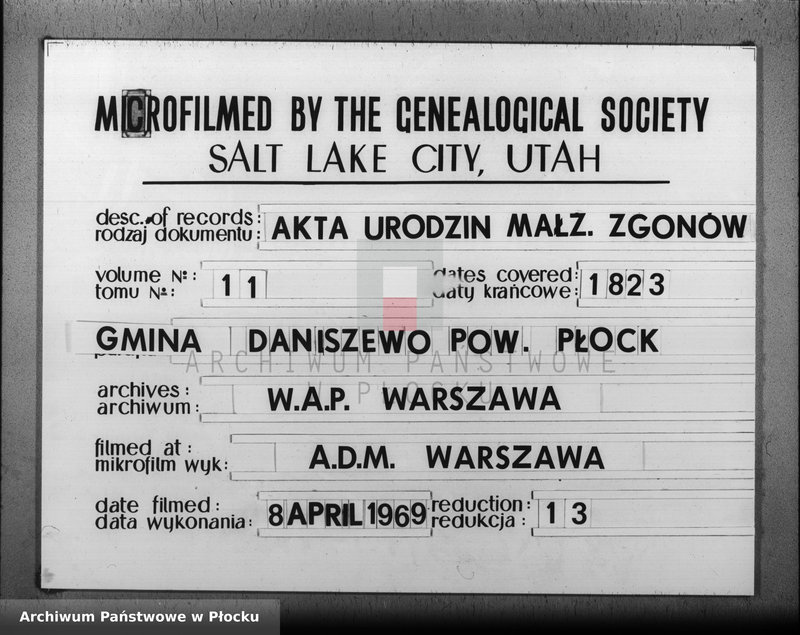 MICROFILMED BY THE GENEALOGICAL SOCIETY
SALT LAKE CITY, UTAH
desc. of records:
rodzaj dokumentu:
AKTA URODZIN MAŁŻ. ZGONÓW
volume №:
tomu №:
11
dates covered:
daty krańcowe:
1823
GMINA DANISZEWO POW. PŁOCK
ARCHIWUM PAŃSTWOWE
W PŁOCKU
archives:
archiwum:
W.A.P. WARSZAWA
filmed at:
mikrofilm wyk:
A.D.M. WARSZAWA
date filmed:
data wykonania:
8 APRIL 1969
reduction:
redukcja:
13
Archiwum Państwowe w Płocku